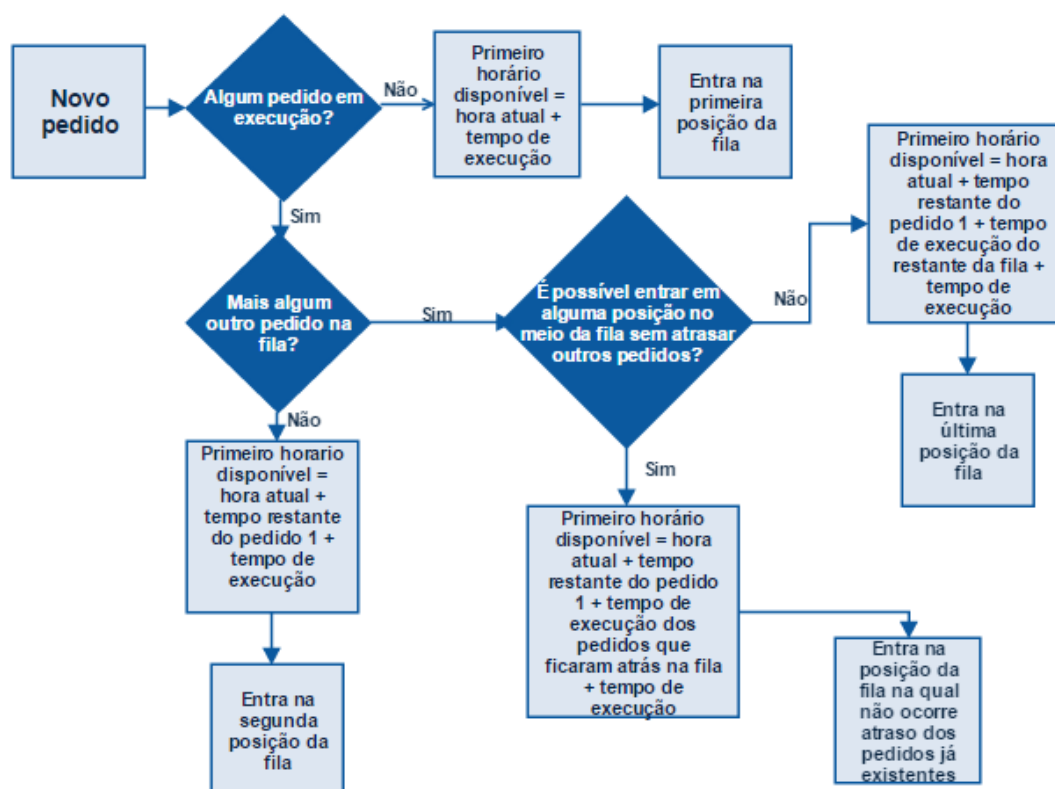 Novo
pedido
Algum pedido em
execução?
Não
Primeiro
horário
disponível =
hora atual +
tempo de
execução
Entra na
primeira
posição da
fila
Sim
Mais algum
outro pedido na
fila?
Sim
É possível entrar em
alguma posição no
meio da fila sem atrasar
outros pedidos?
Não
Primeiro horário
disponível = hora
atual + tempo
restante do
pedido 1 + tempo
de execução do
restante da fila +
tempo de
execução
Entra na
última
posição da
fila
Não
Primeiro horario
disponível =
hora atual +
tempo restante
do pedido 1 +
tempo de
execução
Entra na
segunda
posição da
fila
Sim
Primeiro horário
disponível = hora
atual + tempo
restante do pedido
1 + tempo de
execução dos
pedidos que
ficaram atrás na fila
+ tempo de
execução
Entra na
posição da
fila na qual
não ocorre
atraso dos
pedidos já
existentes